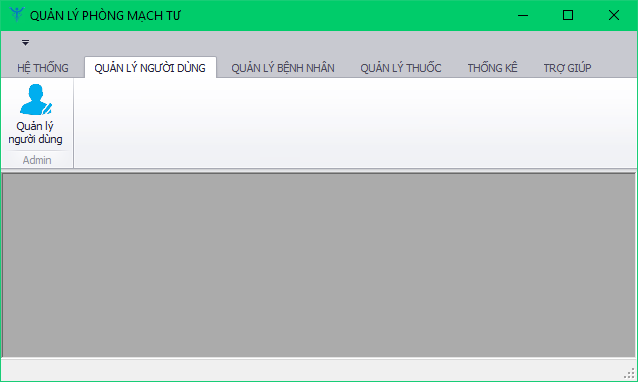 QUẢN LÝ PHÒNG MẠCH TƯ
HỆ THỐNG
QUẢN LÝ NGƯỜI DÙNG
QUẢN LÝ BỆNH NHÂN
QUẢN LÝ THUỐC
THỐNG KÊ
TRỢ GIÚP
Quản lý
người dùng
Admin